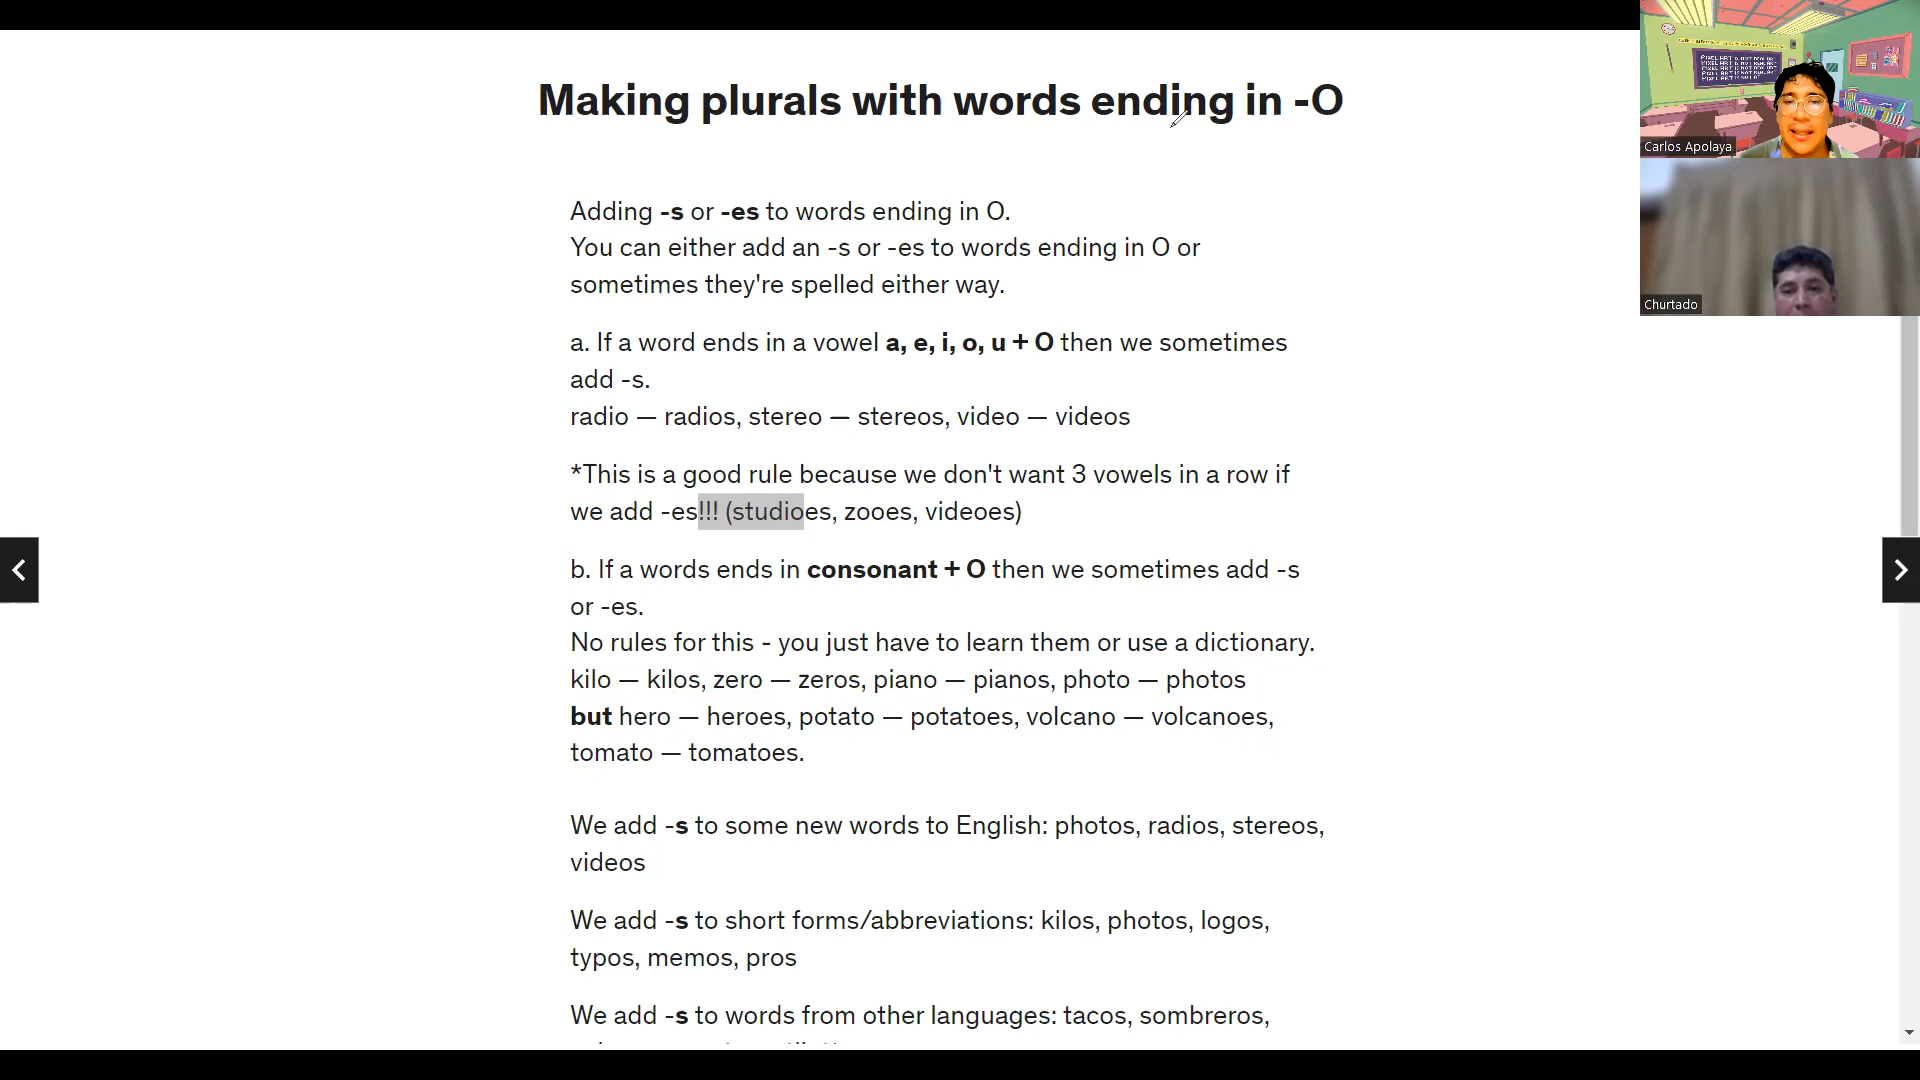 Making plurals with words ending in -O
Adding -s or -es to words ending in O.
You can either add an -s or -es to words ending in O or
sometimes they're spelled either way.
a. If a word ends in a vowel a, e, i, o, u + O then we sometimes
add -s.
radio — radios, stereo — stereos, video — videos
*This is a good rule because we don't want 3 vowels in a row if
we add -es!!! (studioes, zooes, videoes)
b. If a words ends in consonant + O then we sometimes add -s
or -es.
No rules for this - you just have to learn them or use a dictionary.
kilo — kilos, zero — zeros, piano — pianos, photo — photos
but hero — heroes, potato — potatoes, volcano — volcanoes,
tomato — tomatoes.
We add -s to some new words to English: photos, radios, stereos,
videos
We add -s to short forms/abbreviations: kilos, photos, logos,
typos, memos, pros
We add -s to words from other languages: tacos, sombreros,
Carlos Apolaya
Churtado